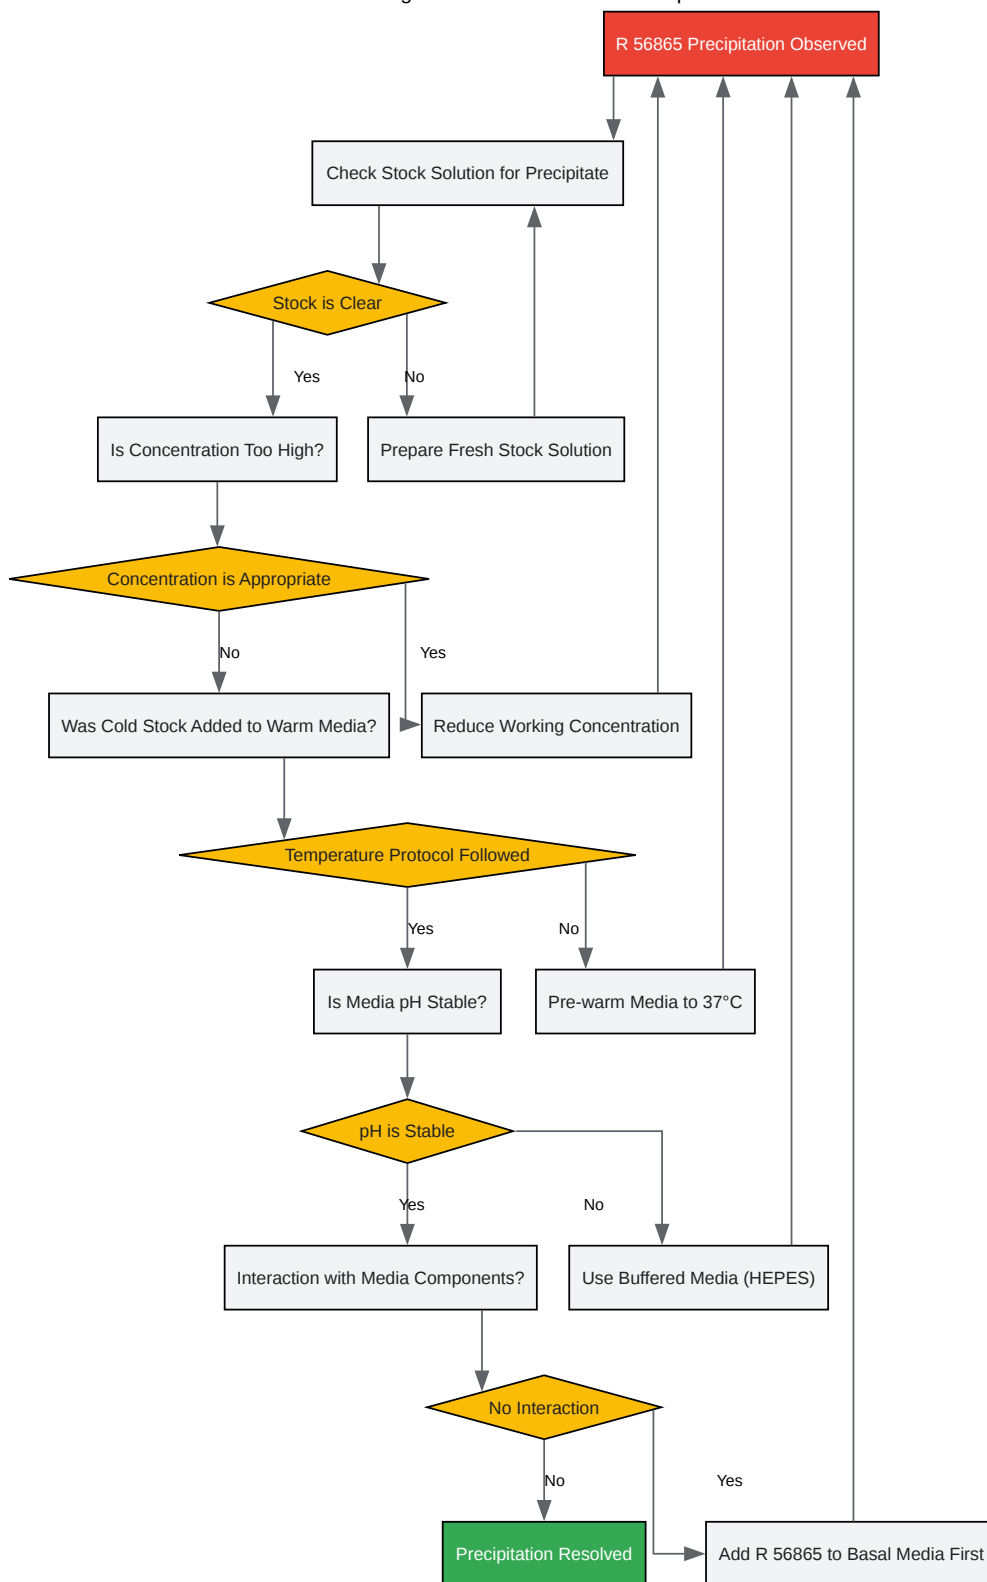 R 56865 Precipitation Observed
Check Stock Solution for Precipitate
Stock is Clear
Yes
No
Is Concentration Too High?
Prepare Fresh Stock Solution
Concentration is Appropriate
No
Yes
Was Cold Stock Added to Warm Media?
Reduce Working Concentration
Temperature Protocol Followed
Yes
No
Is Media pH Stable?
Pre-warm Media to 37°C
pH is Stable
Yes
No
Interaction with Media Components?
Use Buffered Media (HEPES)
No Interaction
No
Yes
Precipitation Resolved
Add R 56865 to Basal Media First